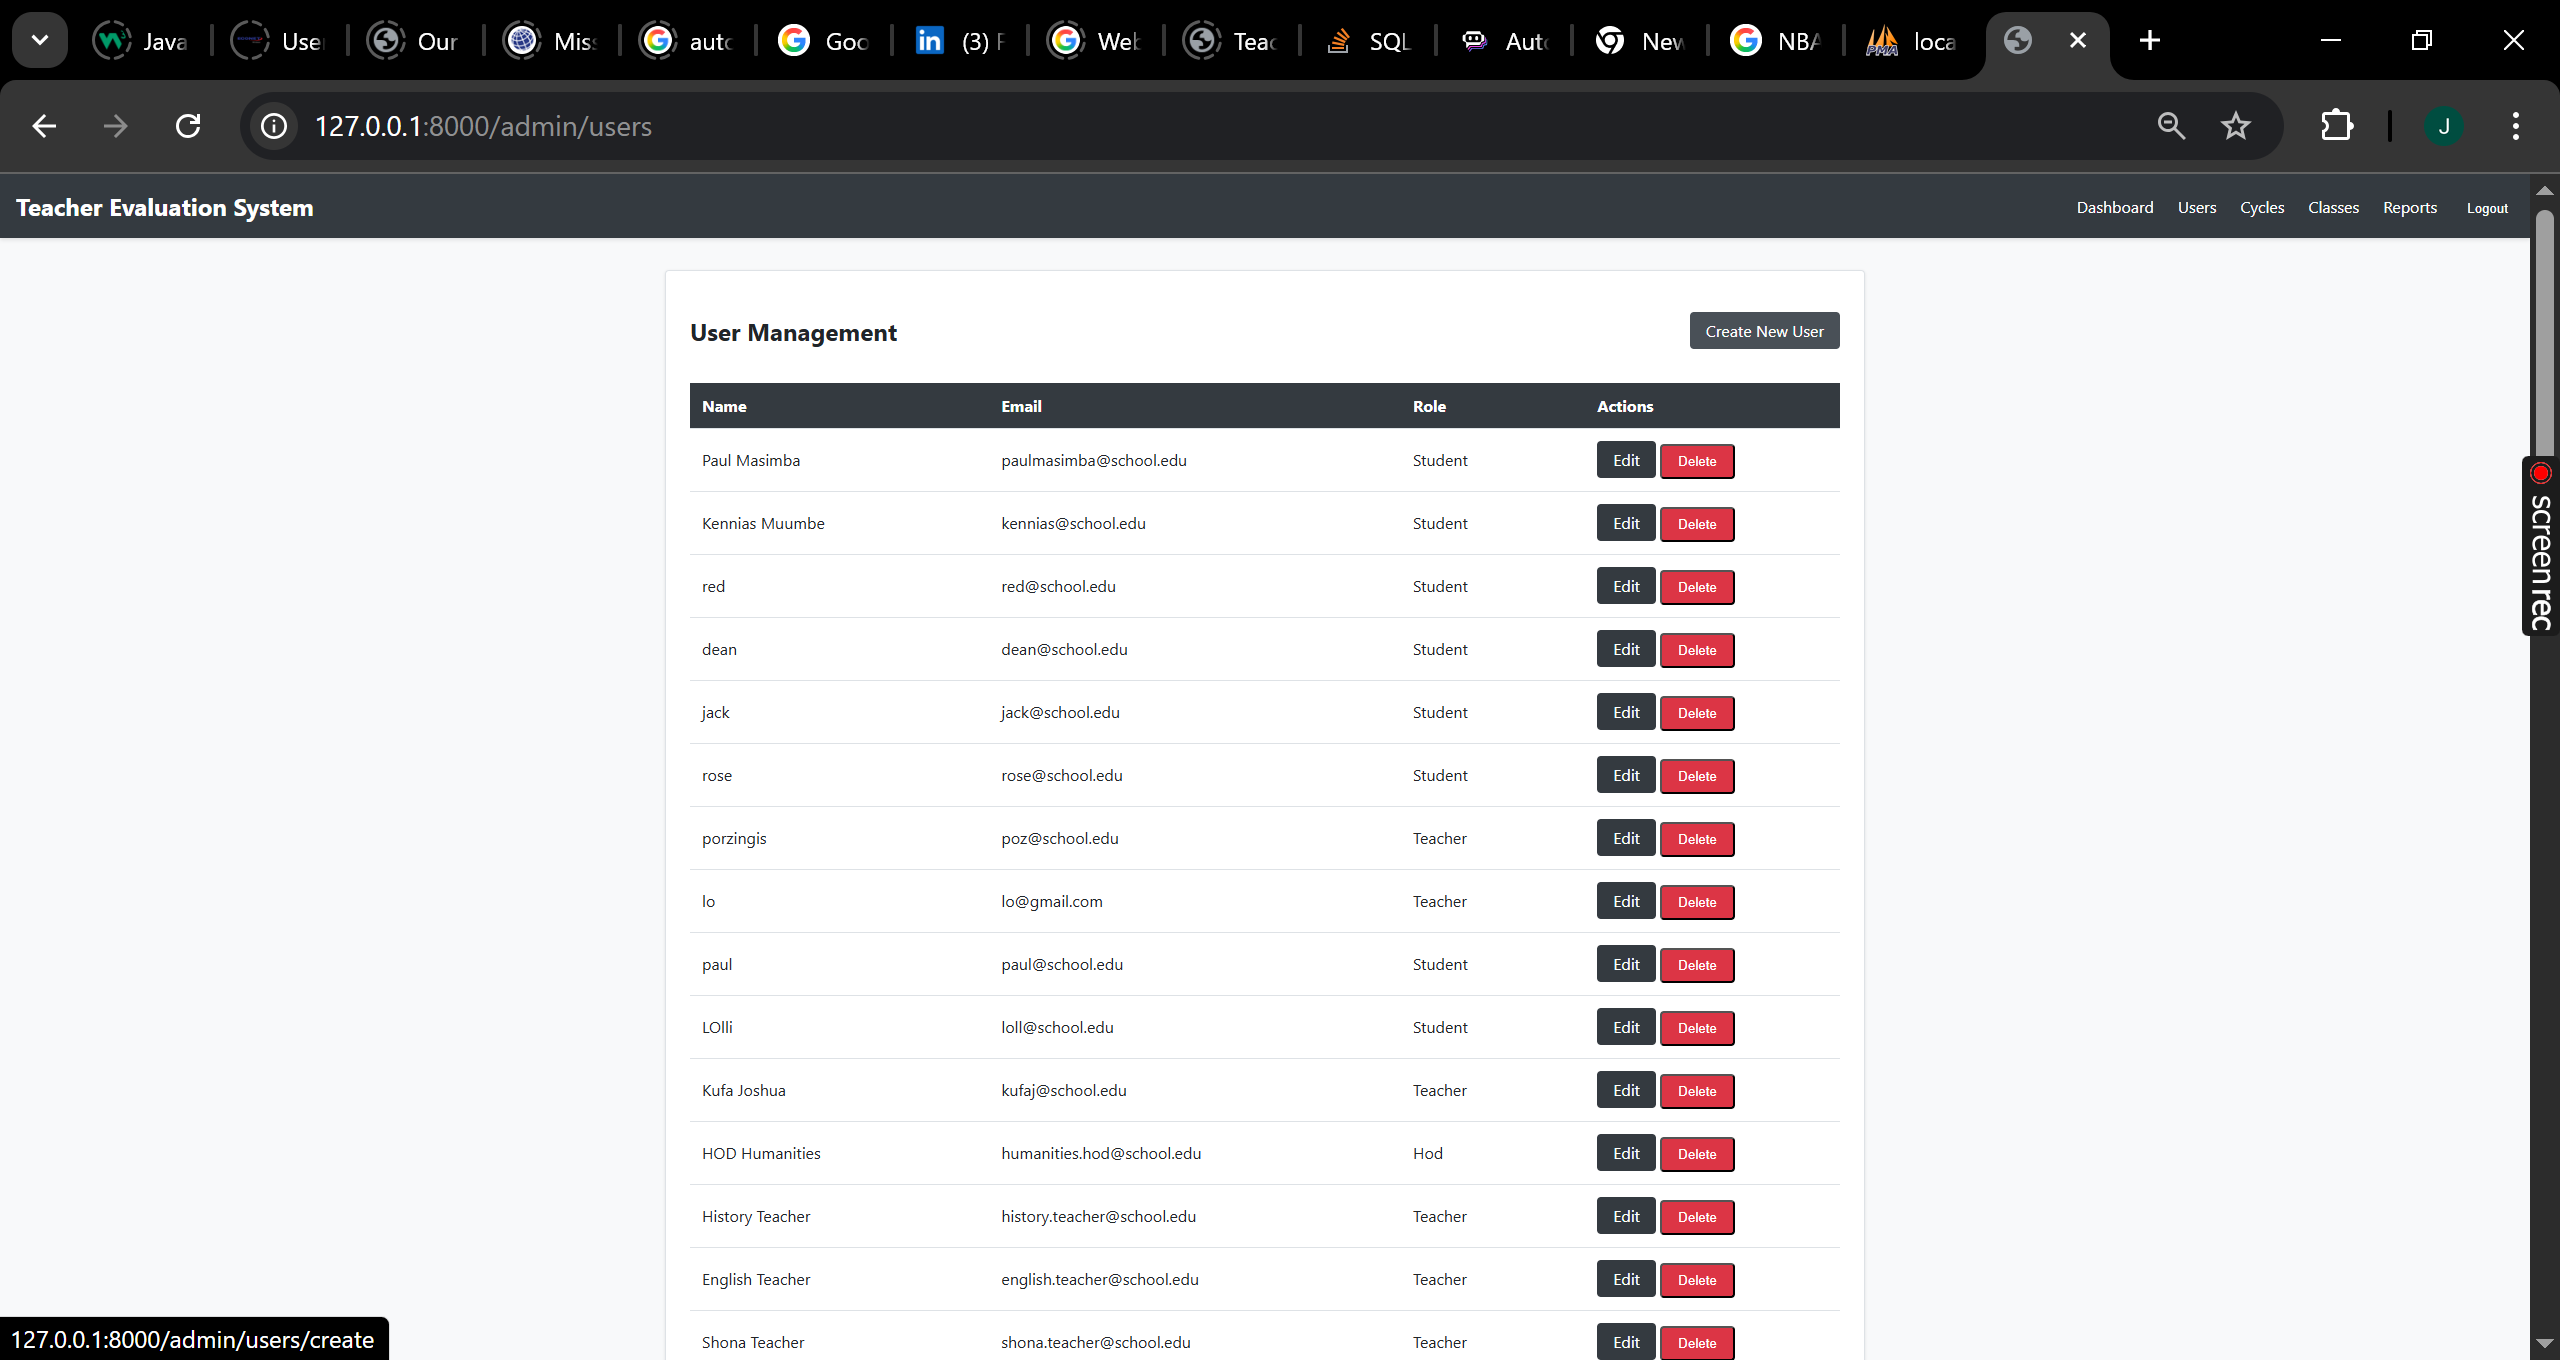 Java User Our Miss auto Goo (3) F Web Teac SQL Auto New NBA loca
127.0.0.1:8000/admin/users
J
Teacher Evaluation System Dashboard Users Cycles Classes Reports Logout
User Management Create New User
Name Email Role Actions
Paul Masimba paulmasimba@school.edu Student Edit Delete
Kennias Muumbe kennias@school.edu Student Edit Delete
red red@school.edu Student Edit Delete
dean dean@school.edu Student Edit Delete
jack jack@school.edu Student Edit Delete
rose rose@school.edu Student Edit Delete
porzingis poz@school.edu Teacher Edit Delete
lo lo@gmail.com Teacher Edit Delete
paul paul@school.edu Student Edit Delete
LOlli loll@school.edu Student Edit Delete
Kufa Joshua kufaj@school.edu Teacher Edit Delete
HOD Humanities humanities.hod@school.edu Hod Edit Delete
History Teacher history.teacher@school.edu Teacher Edit Delete
English Teacher english.teacher@school.edu Teacher Edit Delete
Shona Teacher shona.teacher@school.edu Teacher Edit Delete
screen rec
127.0.0.1:8000/admin/users/create